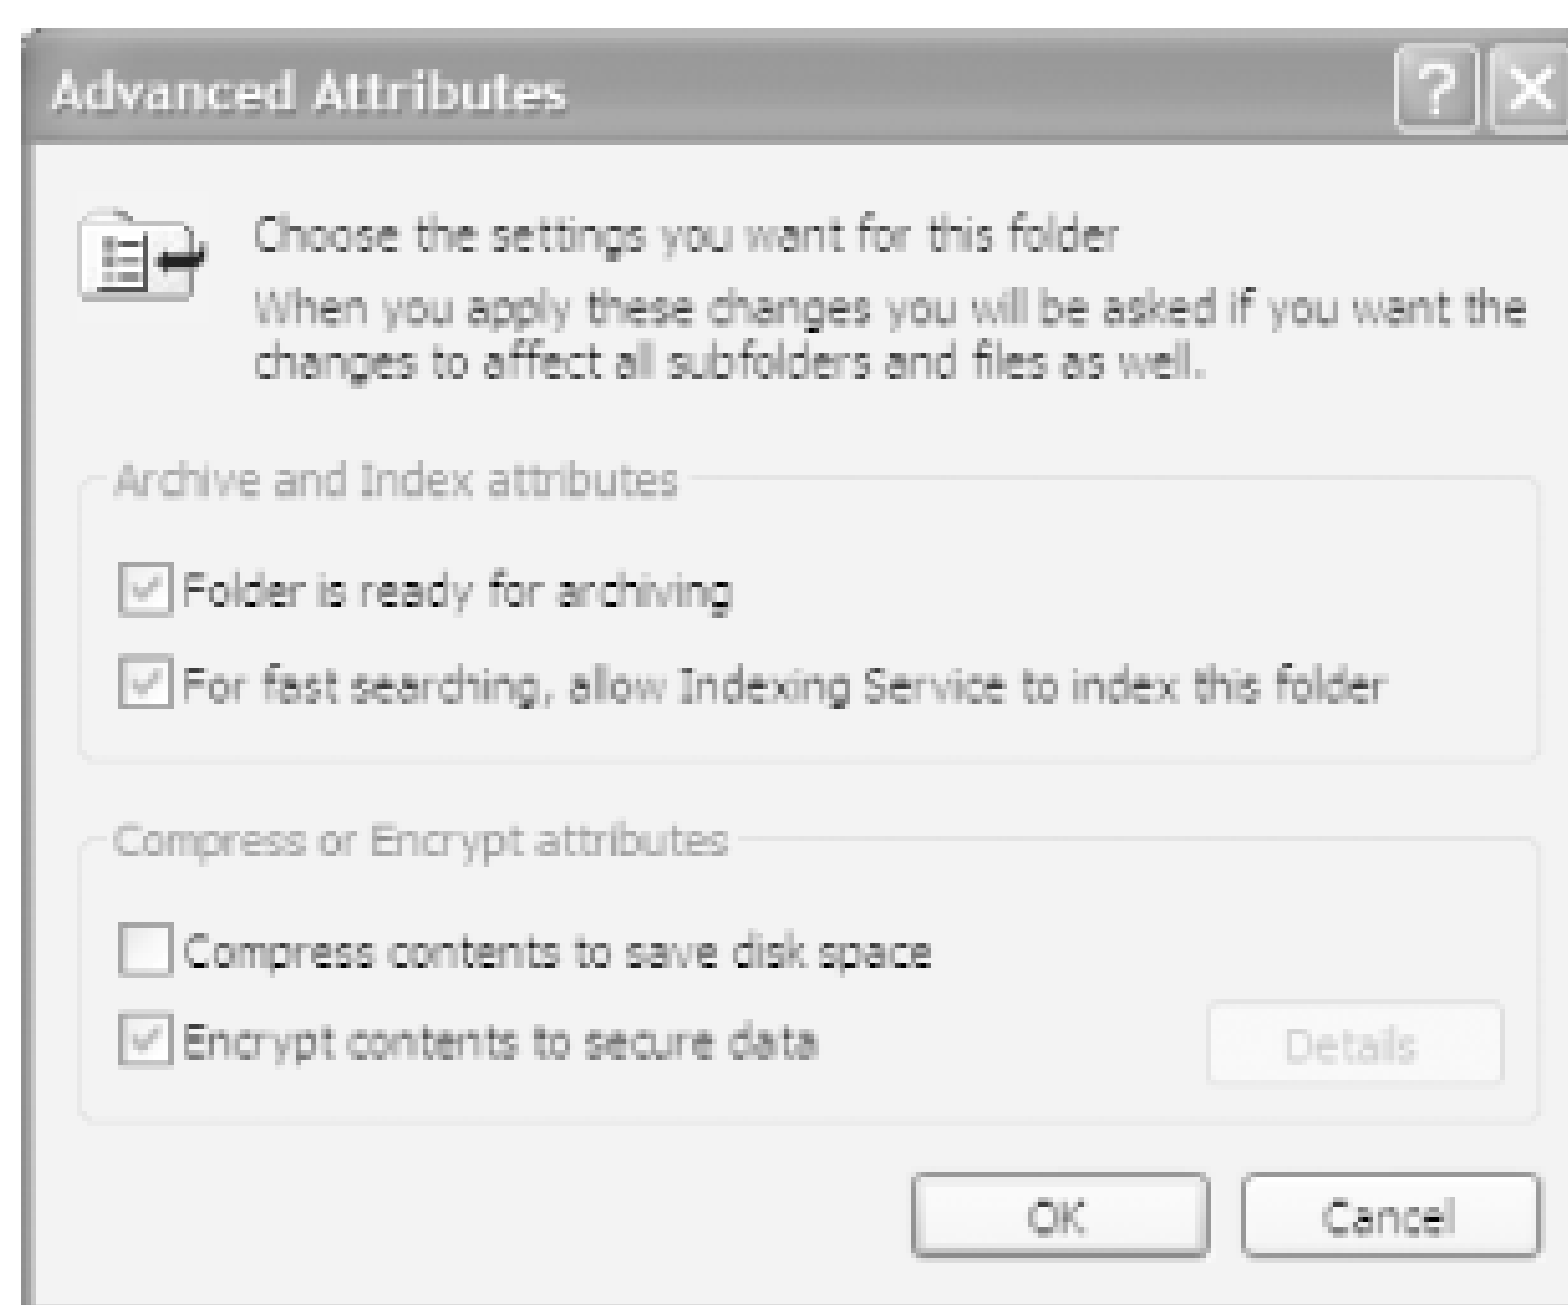 Advanced Attributes
Choose the settings you want for this folder
When you apply these changes you will be asked if you want the
changes to affect all subfolders and files as well.
Archive and Index attributes
Folder is ready for archiving
For fast searching, allow Indexing Service to index this folder
Compress or Encrypt attributes
Compress contents to save disk space
Encrypt contents to secure data
Details
OK
Cancel